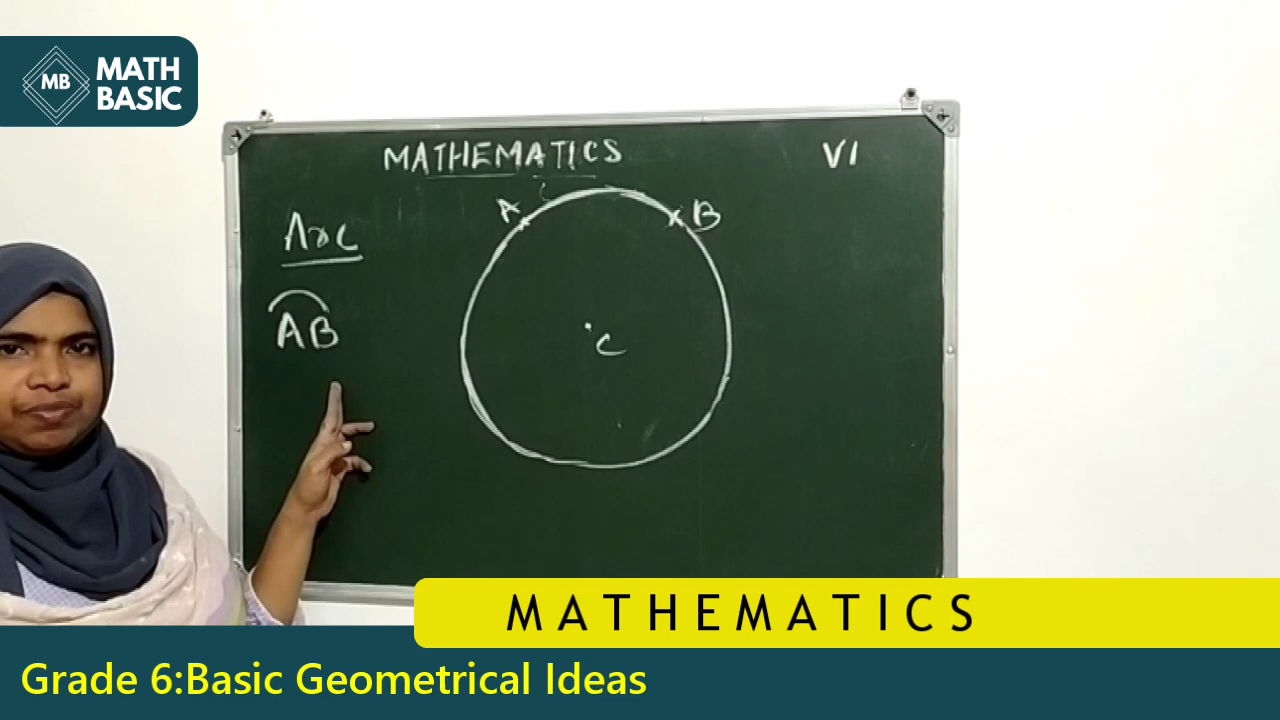 MB
MATH
BASIC
MATHEMATICS
VI
A
B
Arc
AB
C
MATHEMATICS
Grade 6:Basic Geometrical Ideas